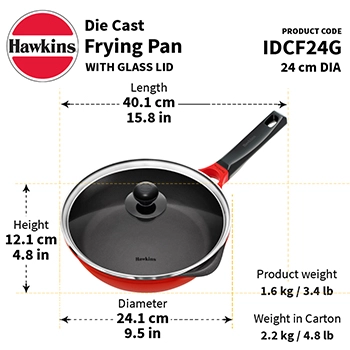 Hawkins
Die Cast
Frying Pan
WITH GLASS LID
PRODUCT CODE
IDCF24G
24 cm DIA
Length
40.1 cm
15.8 in
Height
12.1 cm
4.8 in
Hawkins
Diameter
24.1 cm
9.5 in
Product weight
1.6 kg / 3.4 lb
Weight in Carton
2.2 kg / 4.8 lb